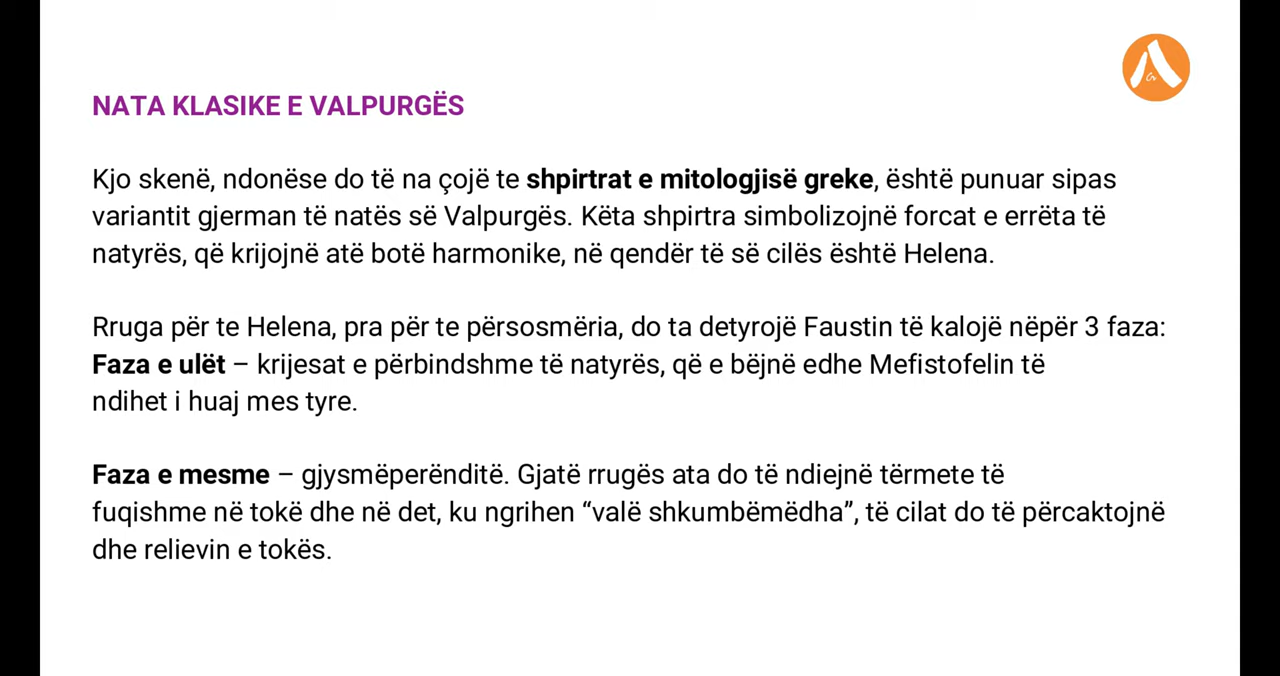 NATA KLASIKE E VALPURGËS
Kjo skenë, ndonëse do të na çojë te shpirtrat e mitologjisë greke, është punuar sipas
variantit gjerman të natës së Valpurgës. Këta shpirtra simbolizojnë forcat e errëta të
natyrës, që krijojnë atë botë harmonike, në qendër të së cilës është Helena.
Rruga për te Helena, pra për te përsosmëria, do ta detyrojë Faustin të kalojë nëpër 3 faza:
Faza e ulët – krijesat e përbindshme të natyrës, që e bëjnë edhe Mefistofelin të
ndihet i huaj mes tyre.
Faza e mesme – gjysmëperënditë. Gjatë rrugës ata do të ndiejnë tërmete të
fuqishme në tokë dhe në det, ku ngrihen “valë shkumbëmëdha”, të cilat do të përcaktojnë
dhe relievin e tokës.